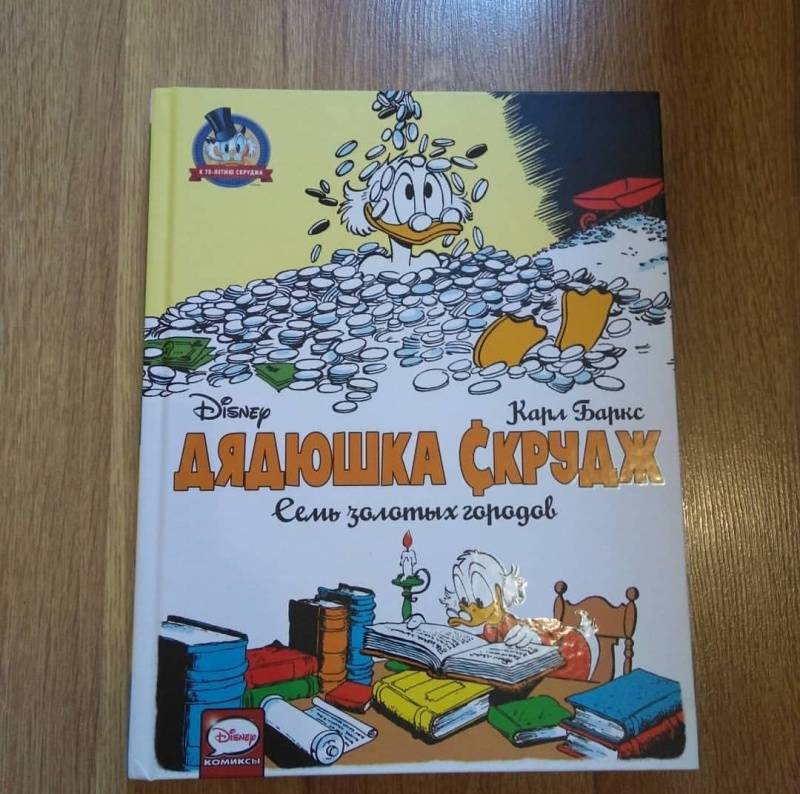 К 70-ЛЕТИЮ СКРУДЖА
Disney
Карл Баркс
ДЯДЮШКА СКРУДЖ
Семь золотых городов
Disney
КОМИКСЫ